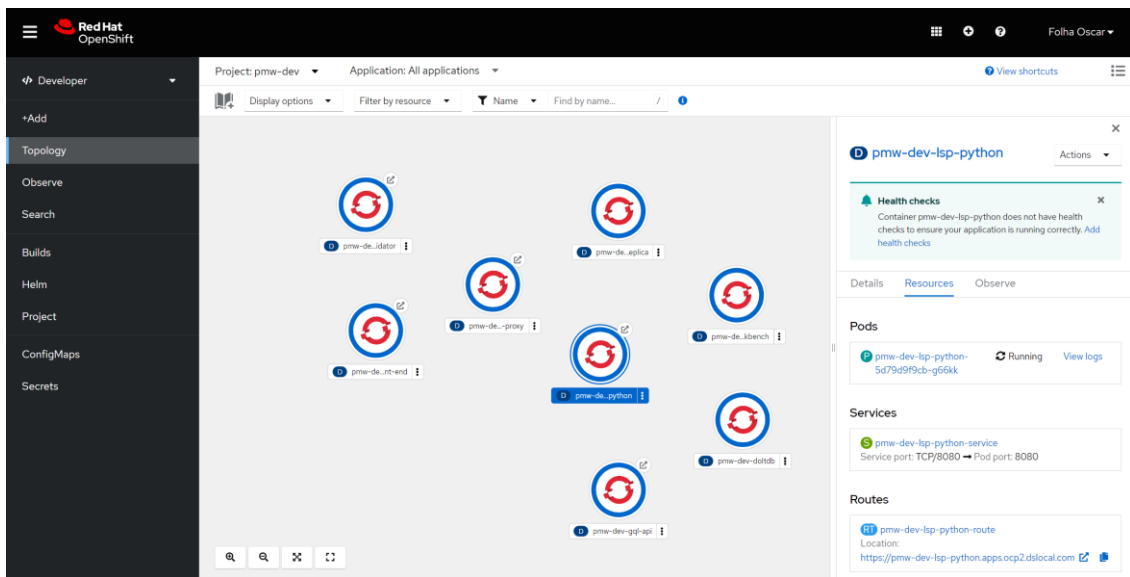 Red Hat
OpenShift
Folha Oscar
</> Developer
+Add
Topology
Observe
Search
Builds
Helm
Project
ConfigMaps
Secrets
Project: pmw-dev
Application: All applications
View shortcuts
Display options
Filter by resource
Name
Find by name...
/
D pmw-de...idator
D pmw-de...eplica
D pmw-de...-proxy
D pmw-de...kbench
D pmw-de...nt-end
D pmw-de...python
D pmw-dev-doltdb
D pmw-dev-gql-api
D pmw-dev-lsp-python
Actions
Health checks
Container pmw-dev-lsp-python does not have health
checks to ensure your application is running correctly. Add
health checks
Details
Resources
Observe
Pods
P pmw-dev-lsp-python-
5d79d9f9cb-g66kk
Running
View logs
Services
S pmw-dev-lsp-python-service
Service port: TCP/8080 → Pod port: 8080
Routes
RT pmw-dev-lsp-python-route
Location:
https://pmw-dev-lsp-python.apps.ocp2.dslocal.com